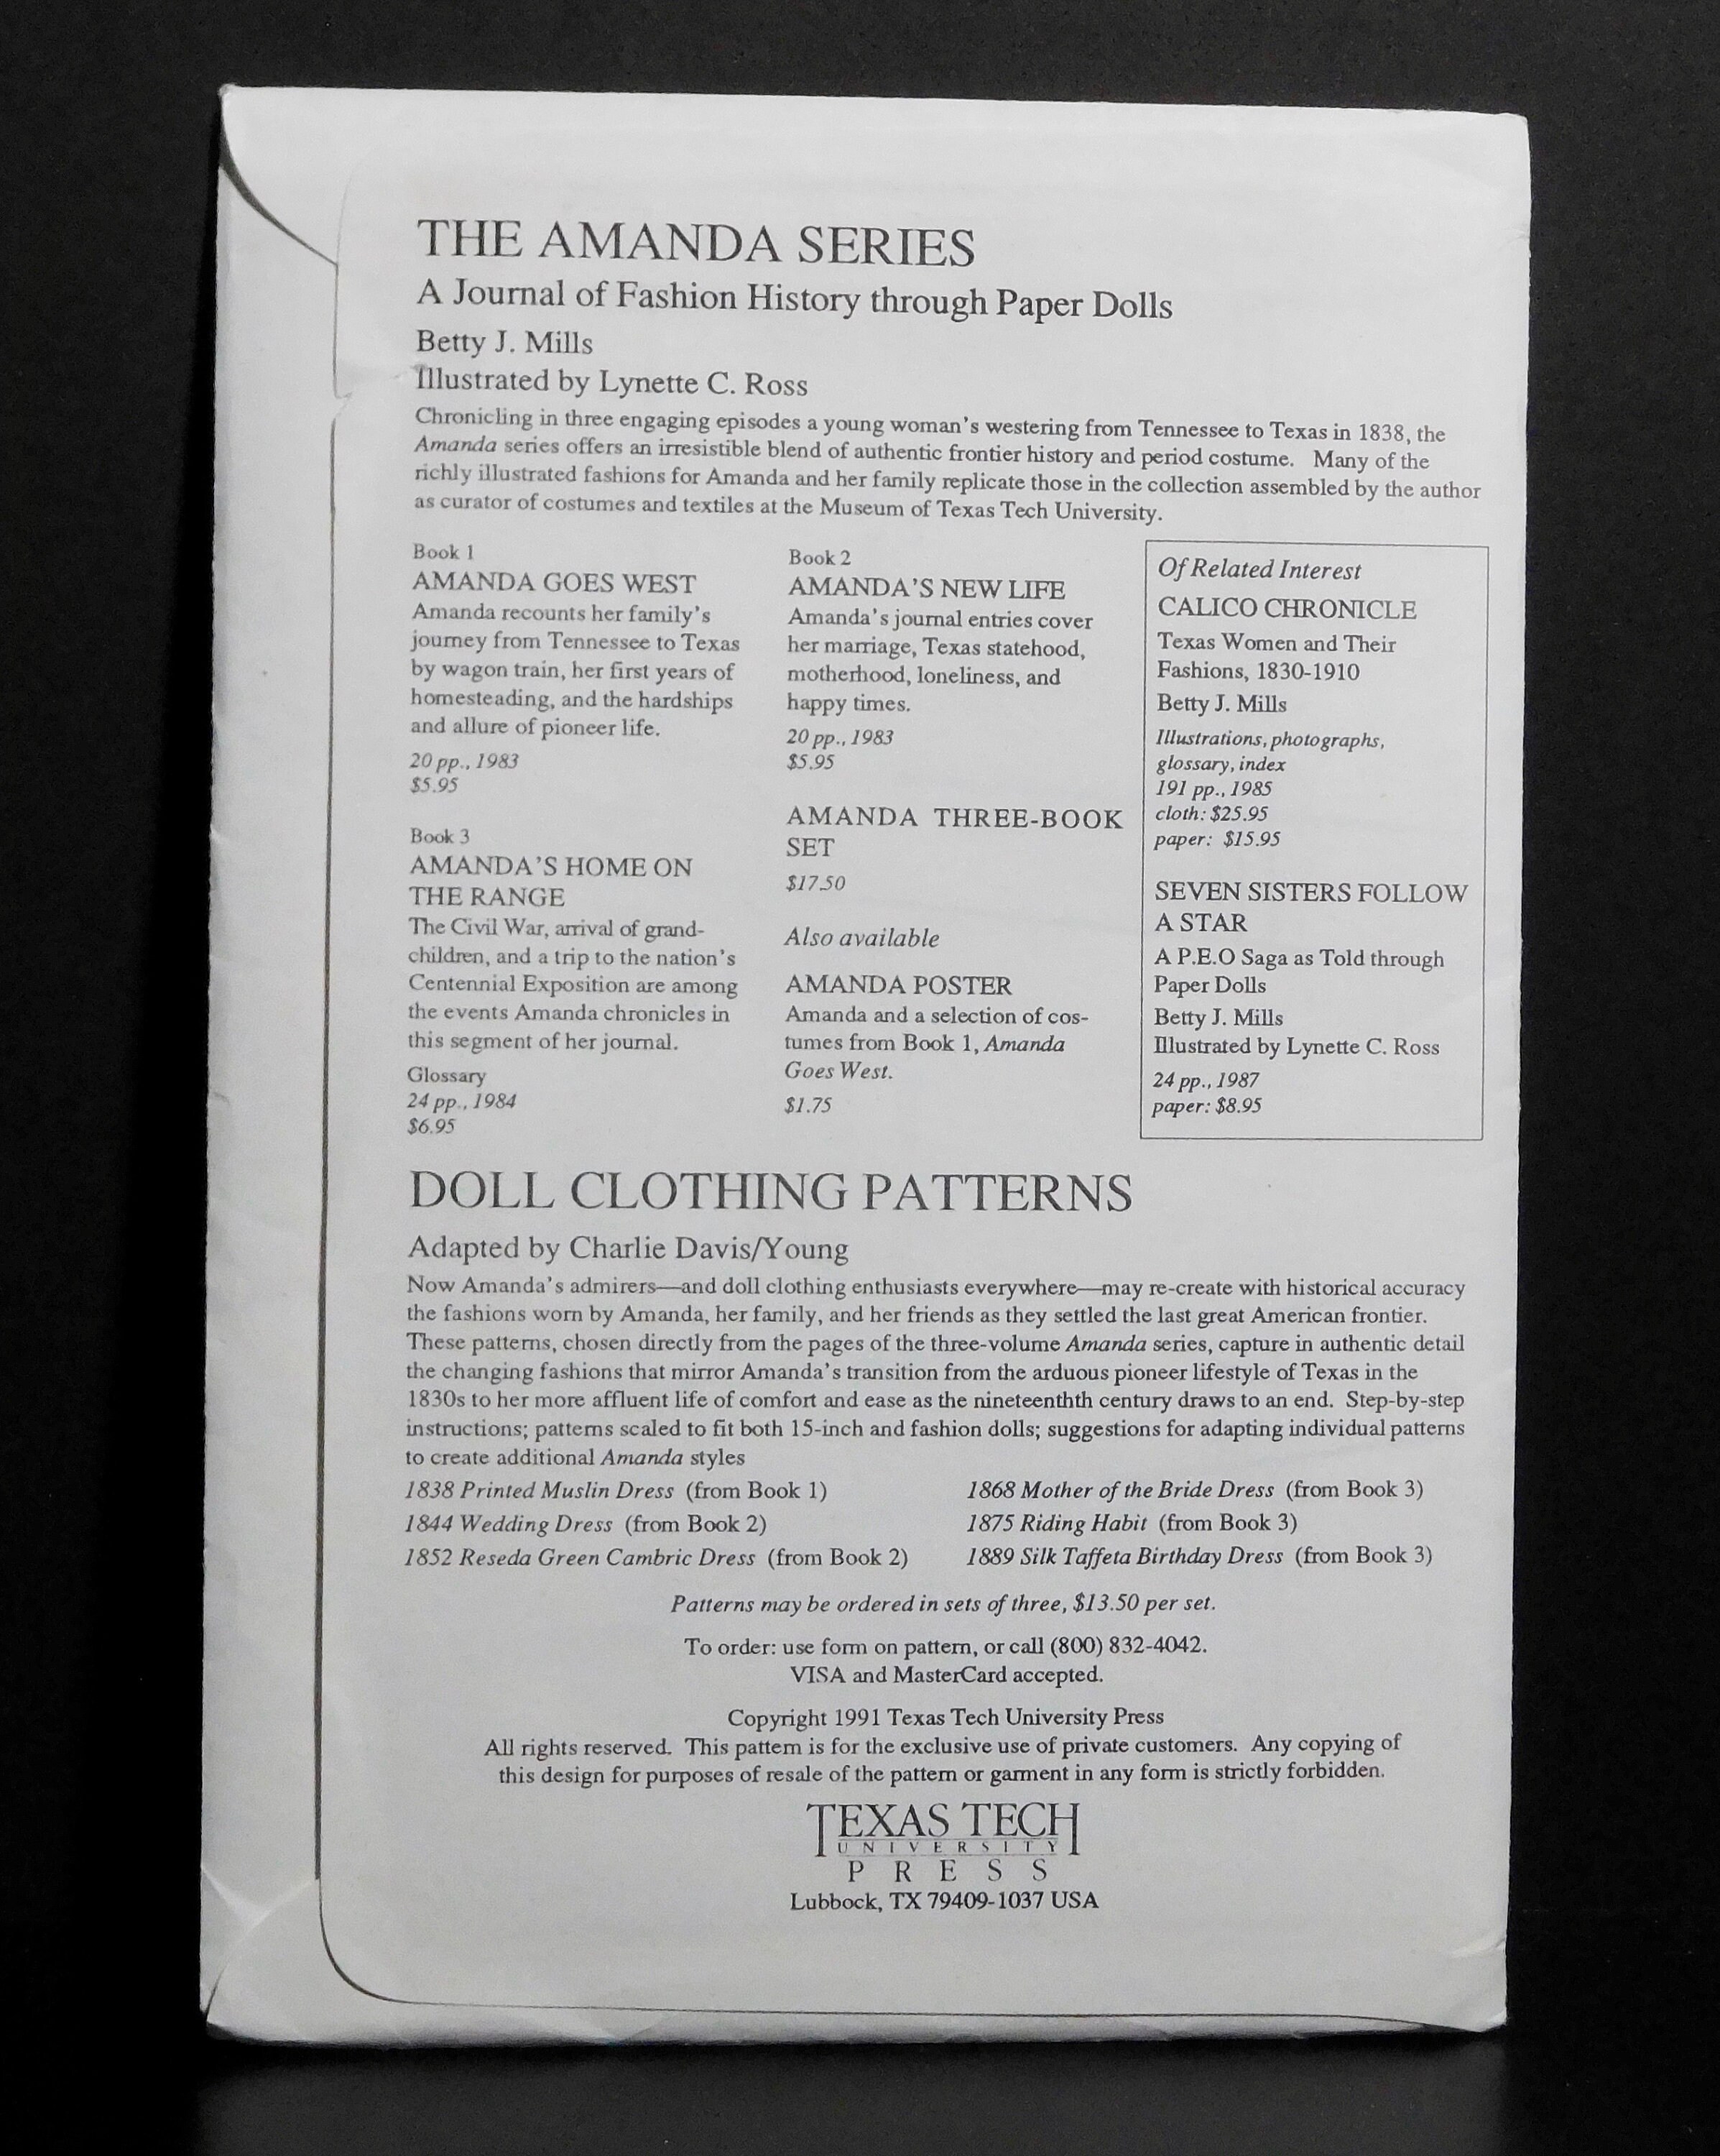 THE AMANDA SERIES
A Journal of Fashion History through Paper Dolls
Betty J. Mills
Illustrated by Lynette C. Ross
Chronicling in three engaging episodes a young woman's westering from Tennessee to Texas in 1838, the
Amanda series offers an irresistible blend of authentic frontier history and period costume. Many of the
richly illustrated fashions for Amanda and her family replicate those in the collection assembled by the author
as curator of costumes and textiles at the Museum of Texas Tech University.
Book 1
AMANDA GOES WEST
Amanda recounts her family's
journey from Tennessee to Texas
by wagon train, her first years of
homesteading, and the hardships
and allure of pioneer life.
20 pp., 1983
$5.95
Book 3
AMANDA'S HOME ON
THE RANGE
The Civil War, arrival of grand-
children, and a trip to the nation's
Centennial Exposition are among
the events Amanda chronicles in
this segment of her journal.
Glossary
24 pp., 1984
$6.95
Book 2
AMANDA'S NEW LIFE
Amanda's journal entries cover
her marriage, Texas statehood,
motherhood, loneliness, and
happy times.
20 pp., 1983
$5.95
AMANDA THREE-BOOK
SET
$17.50
Also available
AMANDA POSTER
Amanda and a selection of cos-
tumes from Book 1, Amanda
Goes West.
$1.75
Of Related Interest
CALICO CHRONICLE
Texas Women and Their
Fashions, 1830-1910
Betty J. Mills
Illustrations, photographs,
glossary, index
191 pp., 1985
cloth: $25.95
paper: $15.95
SEVEN SISTERS FOLLOW
A STAR
A P.E.O Saga as Told through
Paper Dolls
Betty J. Mills
Illustrated by Lynette C. Ross
24 pp., 1987
paper: $8.95
DOLL CLOTHING PATTERNS
Adapted by Charlie Davis/Young
Now Amanda's admirers—and doll clothing enthusiasts everywhere—may re-create with historical accuracy
the fashions worn by Amanda, her family, and her friends as they settled the last great American frontier.
These patterns, chosen directly from the pages of the three-volume Amanda series, capture in authentic detail
the changing fashions that mirror Amanda's transition from the arduous pioneer lifestyle of Texas in the
1830s to her more affluent life of comfort and ease as the nineteenthth century draws to an end. Step-by-step
instructions; patterns scaled to fit both 15-inch and fashion dolls; suggestions for adapting individual patterns
to create additional Amanda styles
1838 Printed Muslin Dress (from Book 1)
1844 Wedding Dress (from Book 2)
1852 Reseda Green Cambric Dress (from Book 2)
1868 Mother of the Bride Dress (from Book 3)
1875 Riding Habit (from Book 3)
1889 Silk Taffeta Birthday Dress (from Book 3)
Patterns may be ordered in sets of three, $13.50 per set.
To order: use form on pattern, or call (800) 832-4042.
VISA and MasterCard accepted.
Copyright 1991 Texas Tech University Press
All rights reserved. This pattern is for the exclusive use of private customers. Any copying of
this design for purposes of resale of the pattern or garment in any form is strictly forbidden.
TEXAS TECH
UNIVERSITY
PRESS
Lubbock, TX 79409-1037 USA